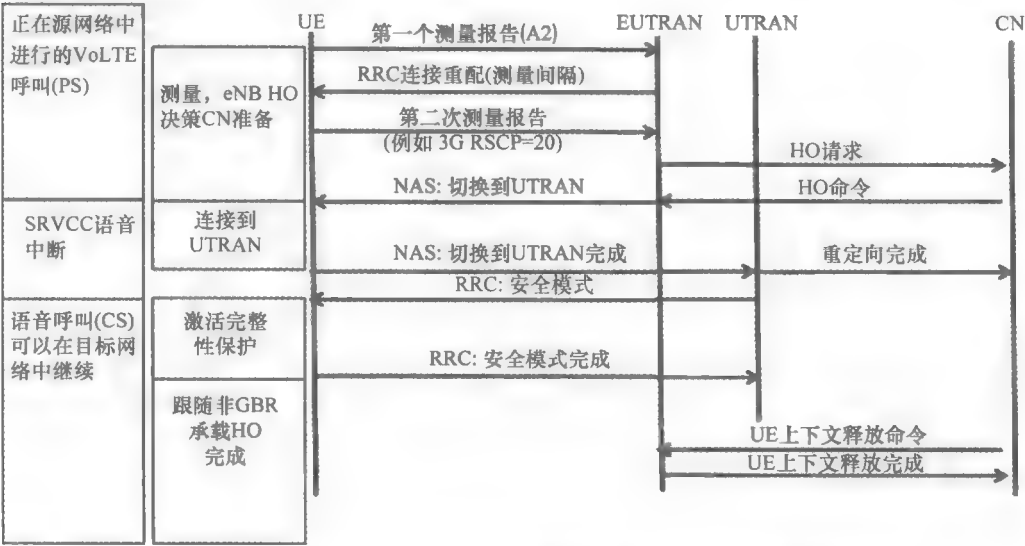 正在源网络中
进行的VoLTE
呼叫(PS)
SRVCC语音
中断
语音呼叫(CS)
可以在目标网
络中继续
测量，eNB HO
决策CN准备
连接到
UTRAN
激活完整
性保护
跟随非GBR
承载HO
完成
UE
EUTRAN
UTRAN
CN
第一个测量报告(A2)
RRC连接重配(测量间隔)
第二次测量报告
(例如 3G RSCP=20)
HO请求
NAS: 切换到UTRAN
HO命令
NAS: 切换到UTRAN完成
重定向完成
RRC: 安全模式
RRC: 安全模式完成
UE上下文释放命令
UE上下文释放完成